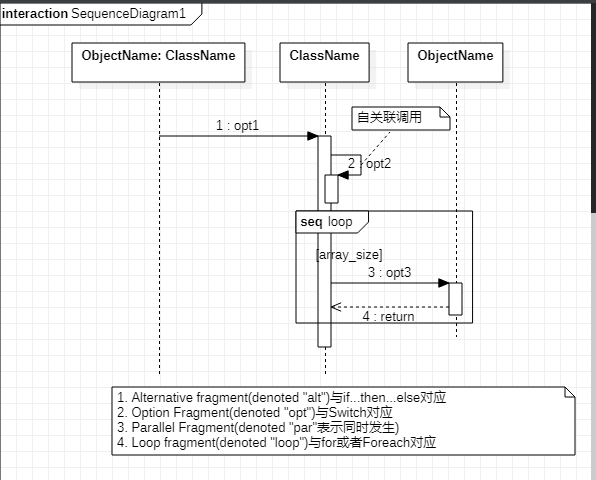 interaction SequenceDiagram1
ObjectName: ClassName
ClassName
ObjectName
自关联调用
1 : opt1
2 : opt2
seq loop
[array_size]
3 : opt3
4 : return
1. Alternative fragment(denoted "alt")与if...then...else对应
2. Option Fragment(denoted "opt")与Switch对应
3. Parallel Fragment(denoted "par"表示同时发生)
4. Loop fragment(denoted "loop")与for或者Foreach对应